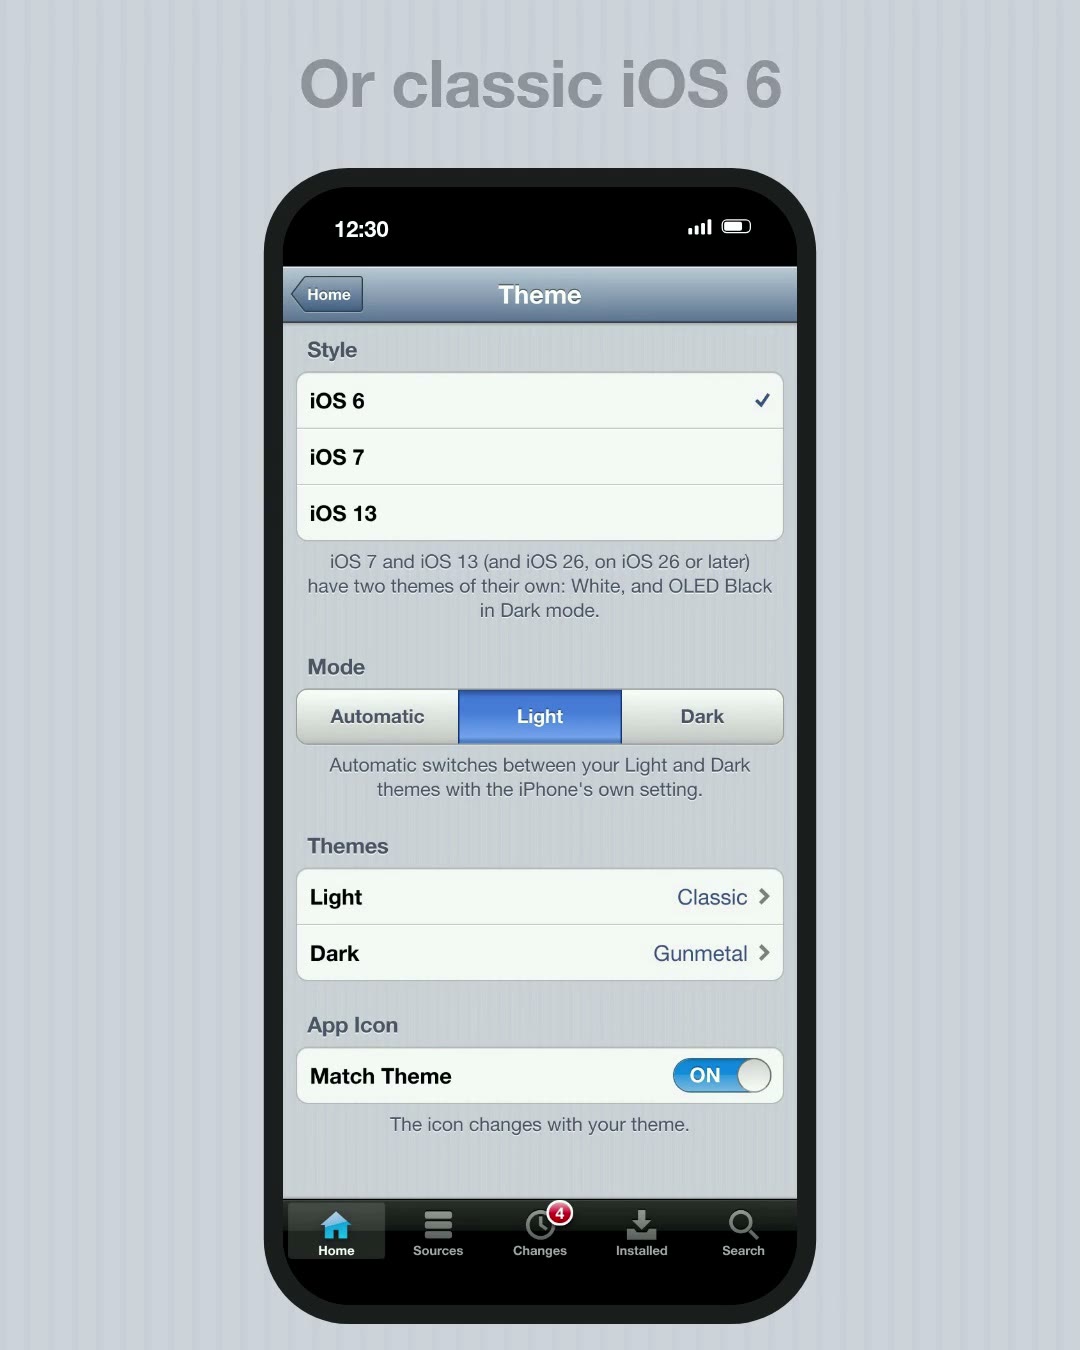 Or classic iOS 6
12:30
Home
Theme
Style
iOS 6
iOS 7
iOS 13
iOS 7 and iOS 13 (and iOS 26, on iOS 26 or later)
have two themes of their own: White, and OLED Black
in Dark mode.
Mode
Automatic
Light
Dark
Automatic switches between your Light and Dark
themes with the iPhone's own setting.
Themes
Light
Classic
Dark
Gunmetal
App Icon
Match Theme
ON
The icon changes with your theme.
4
Home
Sources
Changes
Installed
Search